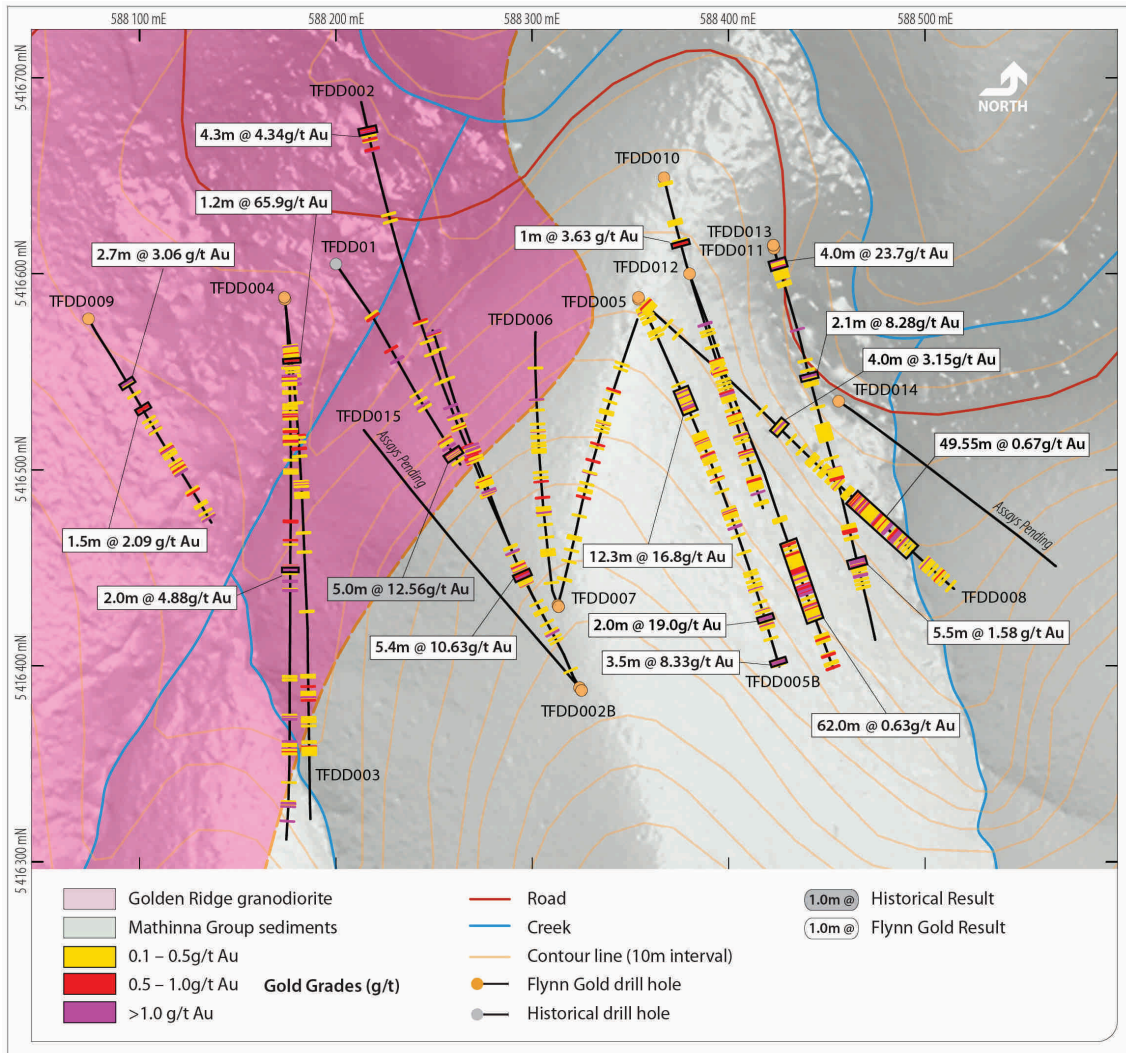 588 100 mE
588 200 mE
588 300 mE
588 400 mE
588 500 mE
5 416 700 mN
5 416 600 mN
5 416 500 mN
5 416 400 mN
5 416 300 mN
NORTH
TFDD002
4.3m @ 4.34g/t Au
1.2m @ 65.9g/t Au
TFDD010
TFDD013
TFDD011
1m @ 3.63 g/t Au
2.7m @ 3.06 g/t Au
TFDD01
TFDD012
4.0m @ 23.7g/t Au
TFDD009
TFDD004
TFDD005
TFDD006
2.1m @ 8.28g/t Au
4.0m @ 3.15g/t Au
TFDD014
TFDD015
Assays Pending
49.55m @ 0.67g/t Au
Assays Pending
1.5m @ 2.09 g/t Au
12.3m @ 16.8g/t Au
2.0m @ 4.88g/t Au
5.0m @ 12.56g/t Au
TFDD007
TFDD008
2.0m @ 19.0g/t Au
5.5m @ 1.58 g/t Au
5.4m @ 10.63g/t Au
3.5m @ 8.33g/t Au
TFDD005B
TFDD002B
62.0m @ 0.63g/t Au
TFDD003
Golden Ridge granodiorite
Mathinna Group sediments
0.1 – 0.5g/t Au
0.5 – 1.0g/t Au
>1.0 g/t Au
Gold Grades (g/t)
Road
Creek
Contour line (10m interval)
Flynn Gold drill hole
Historical drill hole
1.0m @ Historical Result
1.0m @ Flynn Gold Result